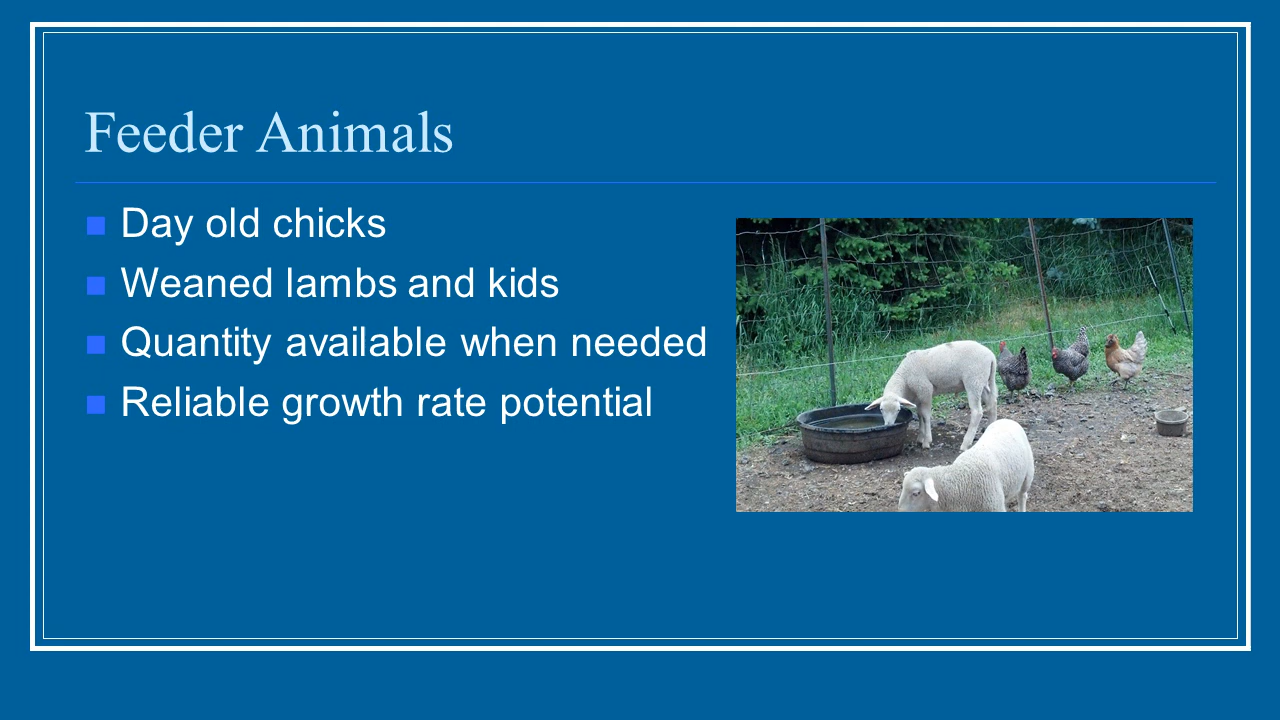 Feeder Animals
Day old chicks
Weaned lambs and kids
Quantity available when needed
Reliable growth rate potential